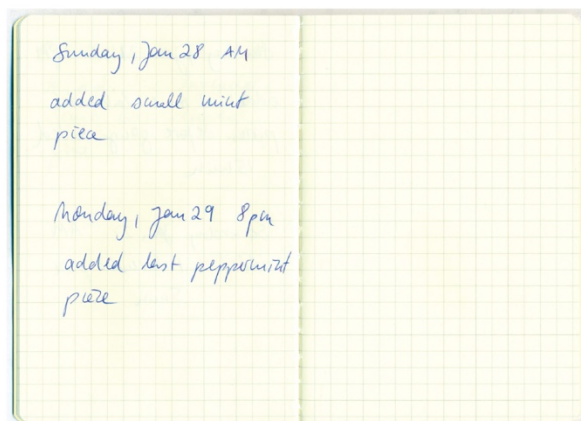 Sunday, Jan 28 AM
added small mint
piece
Monday, Jan 29 8pm
added last peppermint
piece